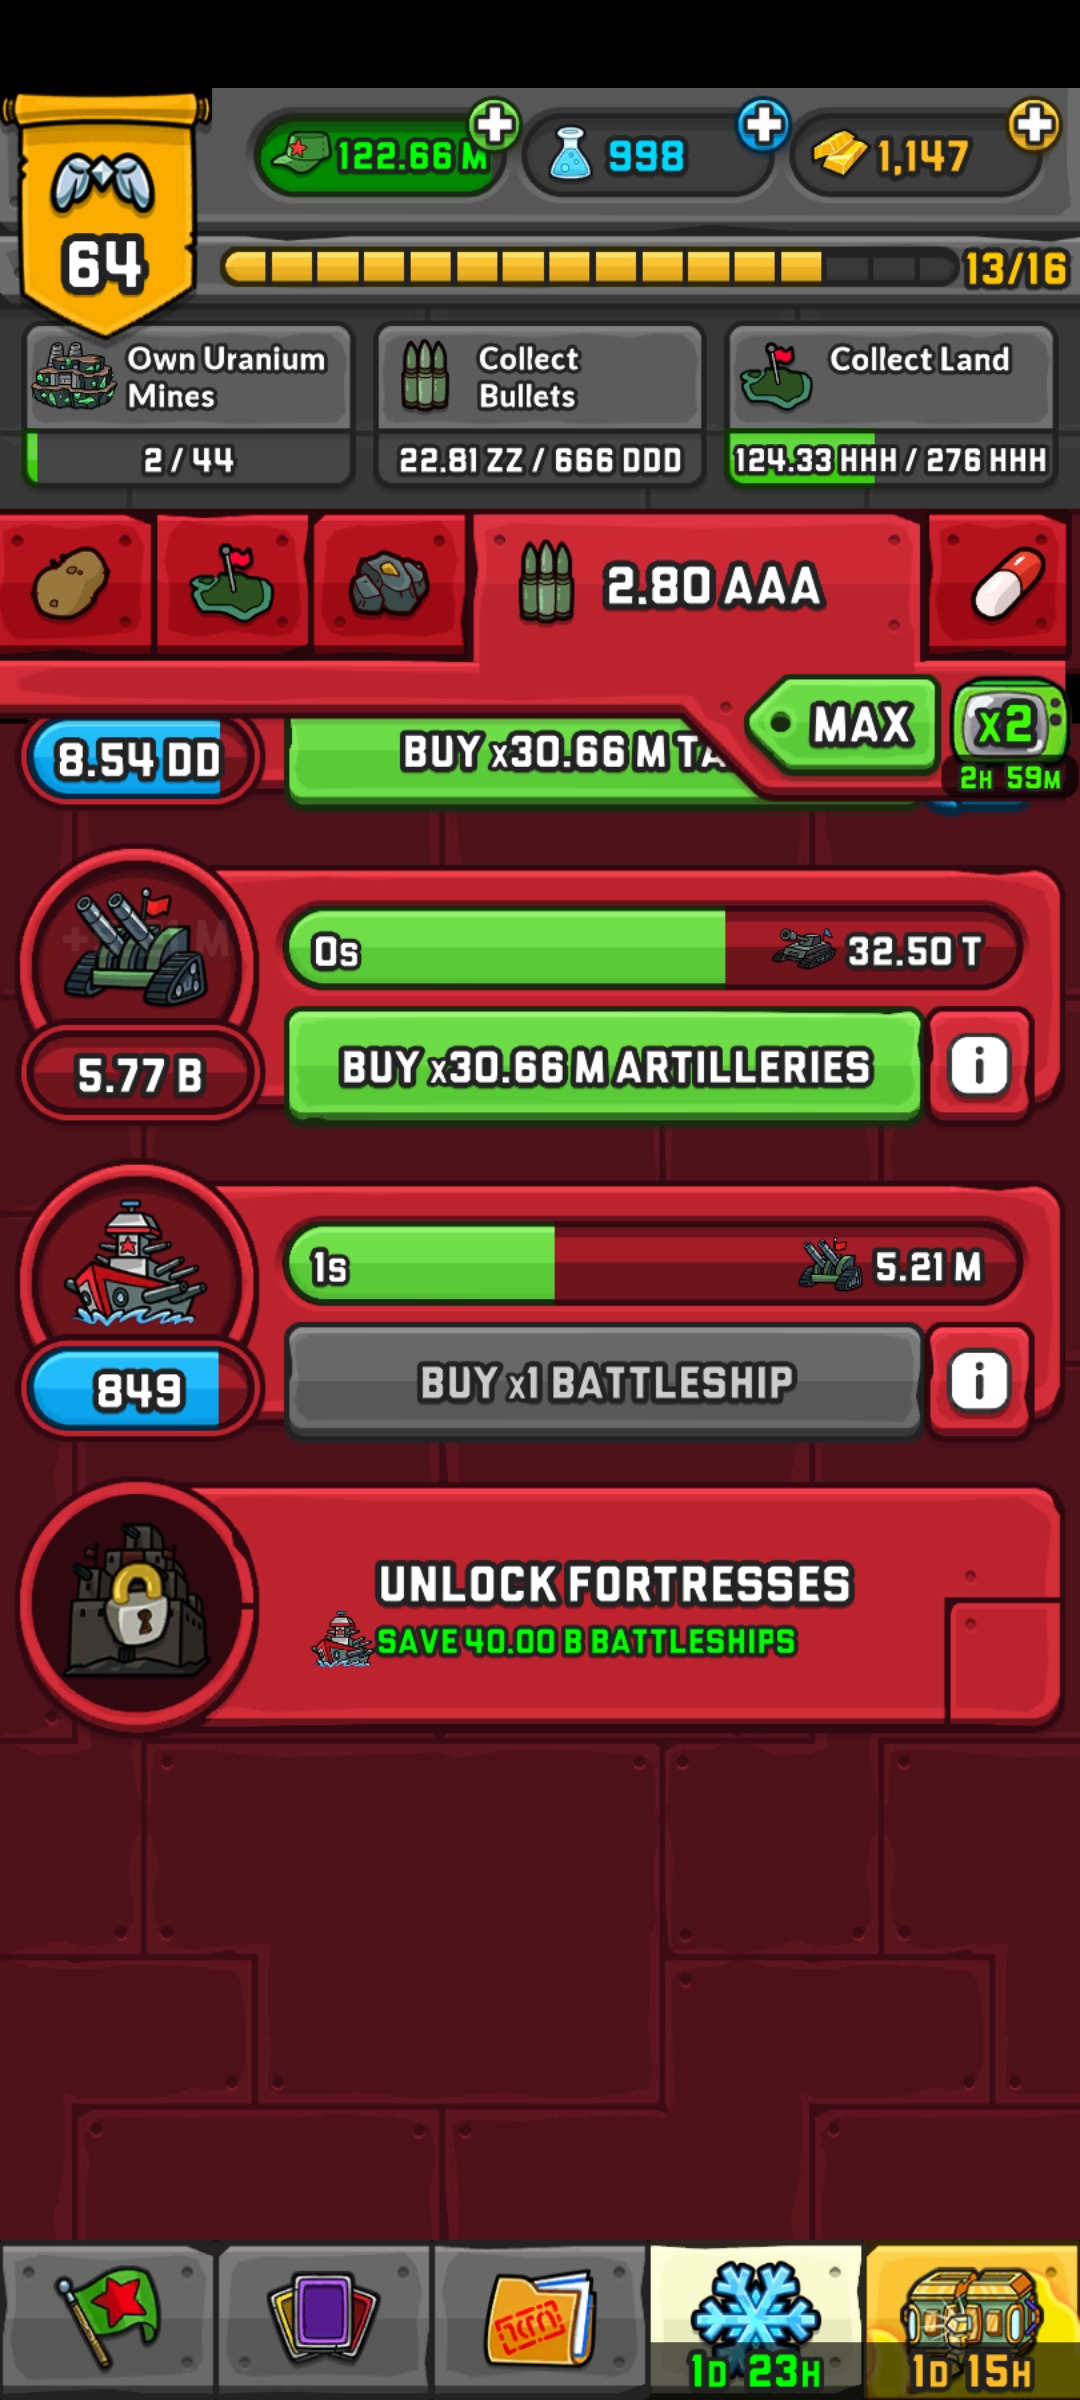 122.66 M
998
1,147
64
13/16
Own Uranium
Mines
2 / 44
Collect
Bullets
22.81 ZZ / 666 DDD
Collect Land
124.33 HHH / 276 HHH
2.80 AAA
MAX
x2
2H 59M
8.54 DD
BUY x30.66 M TA
0s
32.50 T
5.77 B
BUY x30.66 M ARTILLERIES
i
1s
5.21 M
849
BUY x1 BATTLESHIP
i
UNLOCK FORTRESSES
SAVE 40.00 B BATTLESHIPS
1D 23H
1D 15H